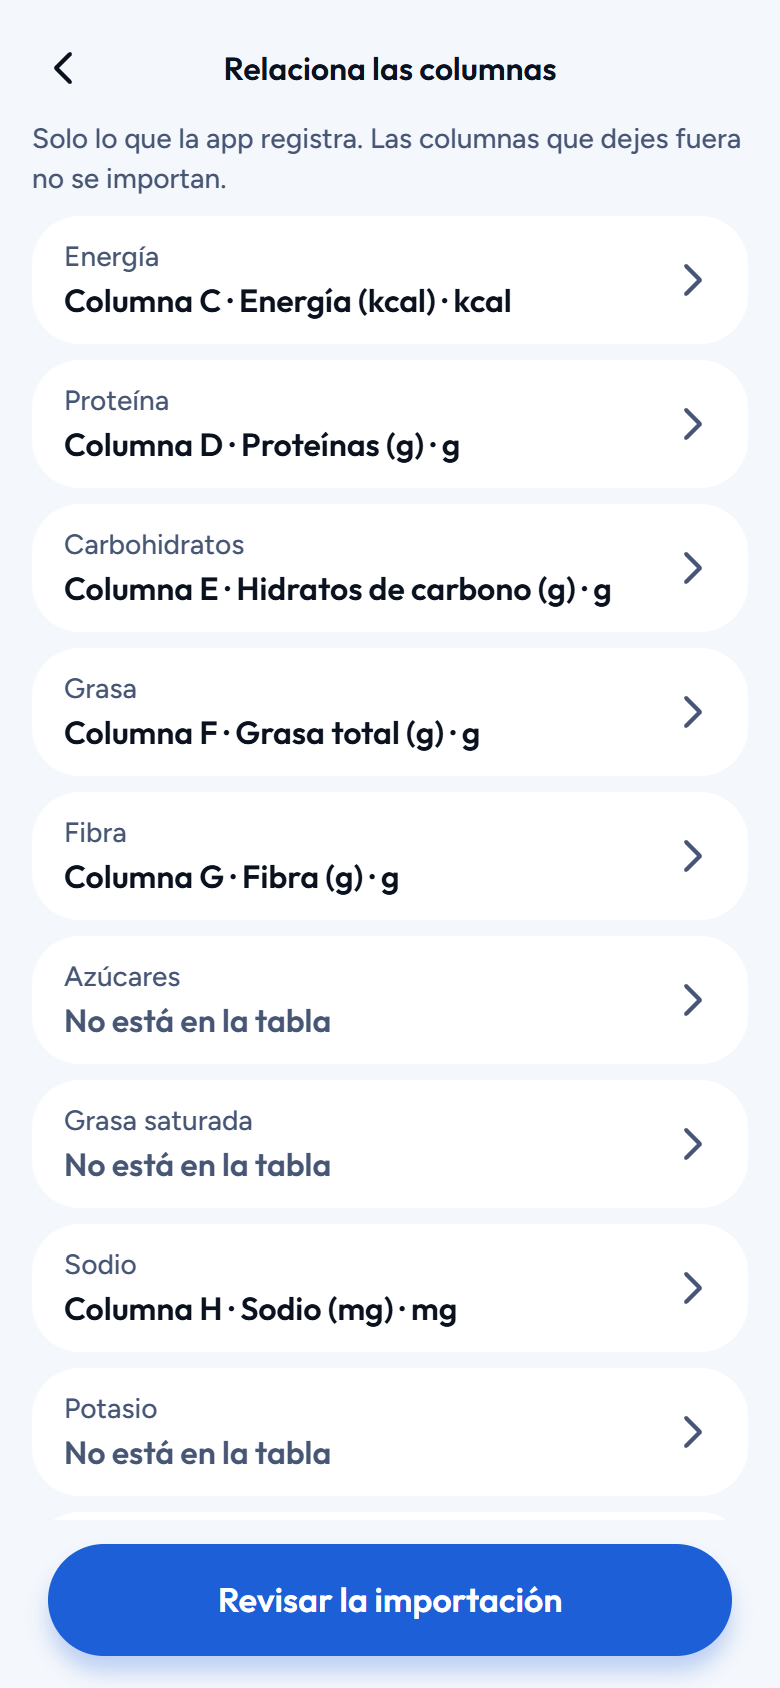 Relaciona las columnas
Solo lo que la app registra. Las columnas que dejes fuera
no se importan.
Energía
Columna C · Energía (kcal) · kcal
Proteína
Columna D · Proteínas (g) · g
Carbohidratos
Columna E · Hidratos de carbono (g) · g
Grasa
Columna F · Grasa total (g) · g
Fibra
Columna G · Fibra (g) · g
Azúcares
No está en la tabla
Grasa saturada
No está en la tabla
Sodio
Columna H · Sodio (mg) · mg
Potasio
No está en la tabla
Revisar la importación